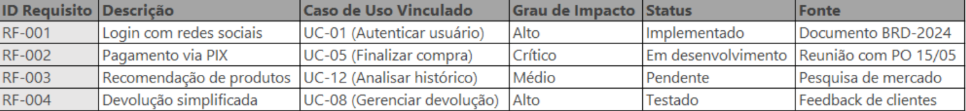 ID Requisito Descrição Caso de Uso Vinculado Grau de Impacto Status Fonte
RF-001 Login com redes sociais UC-01 (Autenticar usuário) Alto Implementado Documento BRD-2024
RF-002 Pagamento via PIX UC-05 (Finalizar compra) Crítico Em desenvolvimento Reunião com PO 15/05
RF-003 Recomendação de produtos UC-12 (Analisar histórico) Médio Pendente Pesquisa de mercado
RF-004 Devolução simplificada UC-08 (Gerenciar devolução) Alto Testado Feedback de clientes